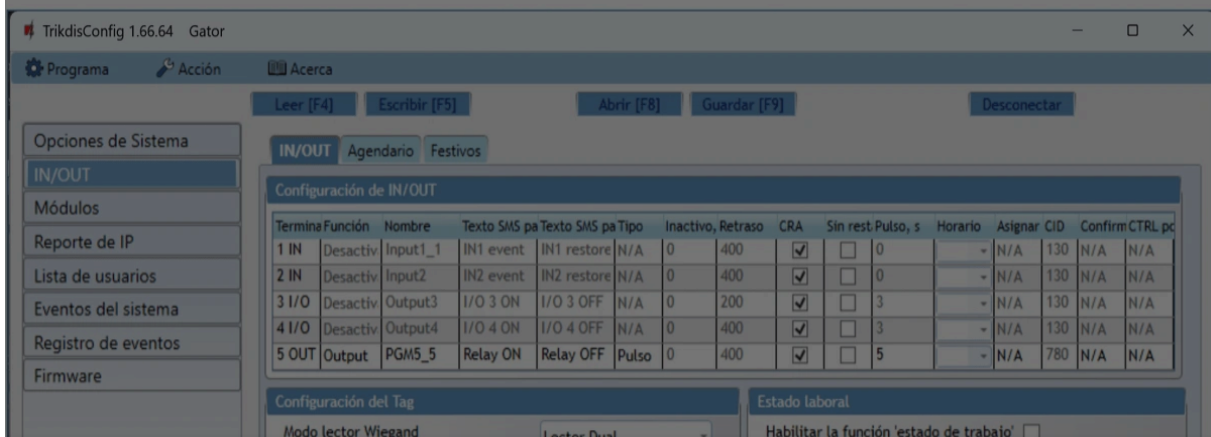 TrikdisConfig 1.66.64 Gator
Programa Acción Acerca
Leer [F4] Escribir [F5] Abrir [F8] Guardar [F9] Desconectar
Opciones de Sistema
IN/OUT
Módulos
Reporte de IP
Lista de usuarios
Eventos del sistema
Registro de eventos
Firmware
IN/OUT Agendario Festivos
Configuración de IN/OUT
Termina Función Nombre Texto SMS pa Texto SMS pa Tipo Inactivo, Retraso CRA Sin rest Pulso, s Horario Asignar CID Confirm CTRL po
1 IN Desactiv Input1_1 IN1 event IN1 restore N/A 0 400 0 N/A 130 N/A N/A
2 IN Desactiv Input2 IN2 event IN2 restore N/A 0 400 0 N/A 130 N/A N/A
3 I/O Desactiv Output3 I/O 3 ON I/O 3 OFF N/A 0 200 3 N/A 130 N/A N/A
4 I/O Desactiv Output4 I/O 4 ON I/O 4 OFF N/A 0 400 3 N/A 130 N/A N/A
5 OUT Output PGM5_5 Relay ON Relay OFF Pulso 0 400 5 N/A 780 N/A N/A
Configuración del Tag
Modo lector Wiegand Lector Dual
Estado laboral
Habilitar la función 'estado de trabajo'